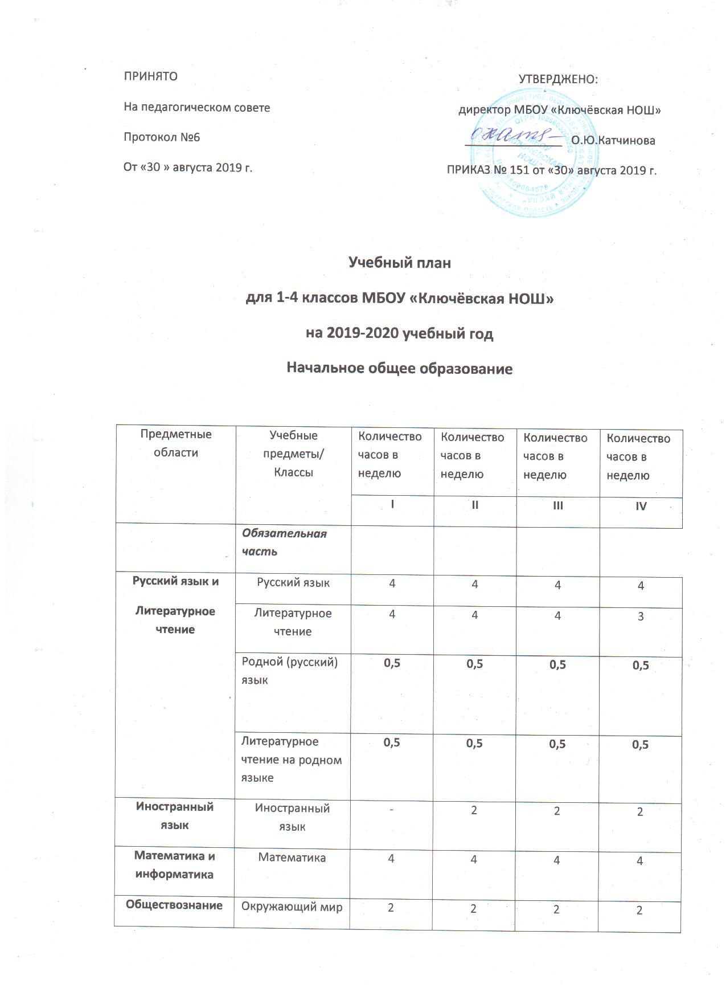 ПРИНЯТО
УТВЕРДЖЕНО:
На педагогическом совете
директор МБОУ «Ключёвская НОШ»
Протокол №6
О.Ю.Катчинова
От «30 » августа 2019 г.
ПРИКАЗ № 151 от «30» августа 2019 г.
МБОУ
НОШ"
Учебный план
для 1-4 классов МБОУ «Ключёвская НОШ»
на 2019-2020 учебный год
Начальное общее образование
Предметные области
Учебные предметы/ Классы
Количество часов в неделю
Количество часов в неделю
Количество часов в неделю
Количество часов в неделю
I II III IV
Обязательная часть
Русский язык и
Литературное чтение
Русский язык 4 4 4 4
Литературное чтение 4 4 4 3
Родной (русский) язык 0,5 0,5 0,5 0,5
Литературное чтение на родном языке 0,5 0,5 0,5 0,5
Иностранный язык Иностранный язык - 2 2 2
Математика и информатика Математика 4 4 4 4
Обществознание Окружающий мир 2 2 2 2